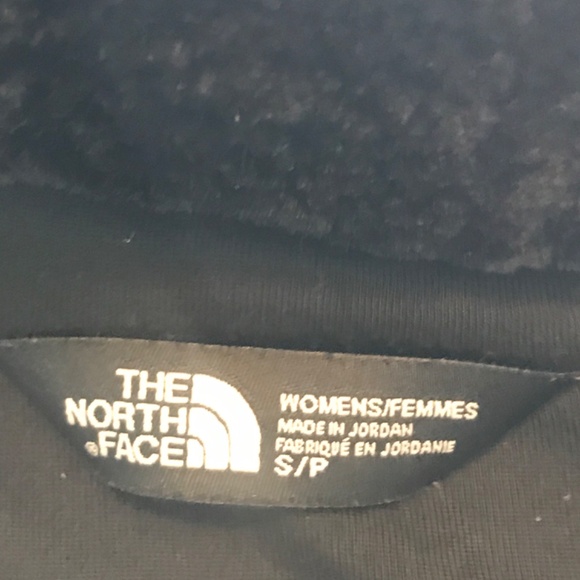 THE
NORTH
®FACE
WOMENS/FEMMES
MADE IN JORDAN
FABRIQUÉ EN JORDANIE
S/P